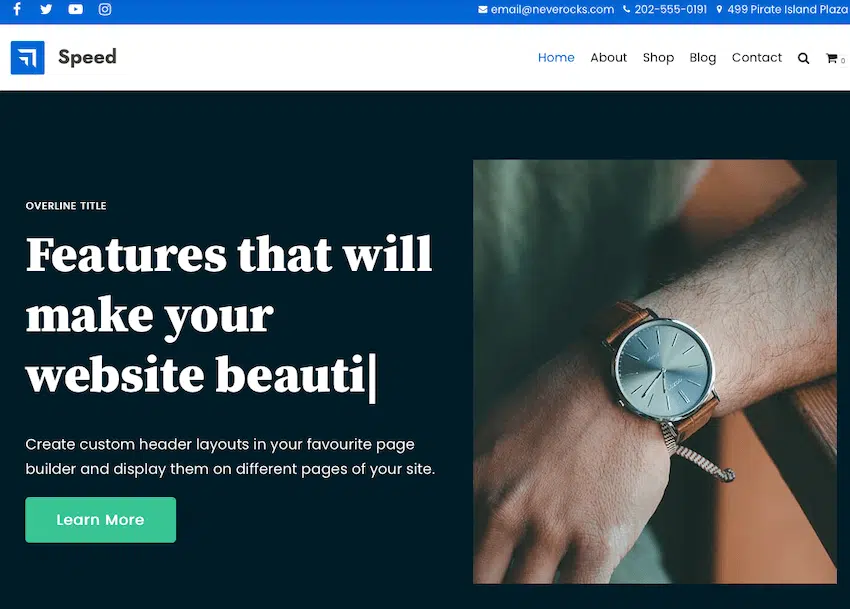 email@neverocks.com 202-555-0191 499 Pirate Island Plaza
Speed
Home About Shop Blog Contact 0
OVERLINE TITLE
Features that will
make your
website beauti|
Create custom header layouts in your favourite page
builder and display them on different pages of your site.
Learn More